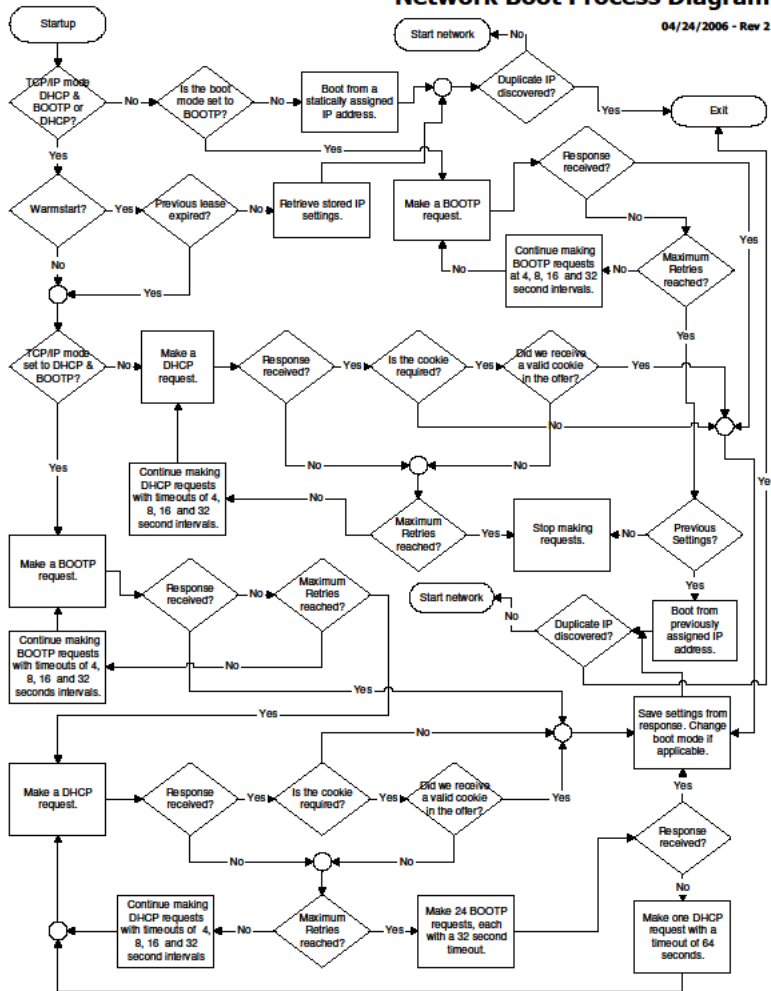 Network Boot Process Diagram
04/24/2006 - Rev 2
Startup
Start network
No
Duplicate IP
discovered?
Yes
Exit
TCP/IP mode
DHCP &
BOOTP or
DHCP?
No
Is the boot
mode set to
BOOTP?
No
Boot from a
statically assigned
IP address.
Yes
Yes
Response
received?
Make a BOOTP
request.
No
Yes
Warmstart?
Yes
Previous lease
expired?
No
Retrieve stored IP
settings.
No
Yes
No
Continue making
BOOTP requests
at 4, 8, 16 and 32
second intervals.
No
Maximum
Retries
reached?
Yes
TCP/IP mode
set to DHCP &
BOOTP?
No
Make a
DHCP
request.
Response
received?
Yes
Is the cookie
required?
Yes
Did we receive
a valid cookie
in the offer?
Yes
No
Yes
No
No
Continue making
DHCP requests
with timeouts of 4,
8, 16 and 32
second intervals.
No
Maximum
Retries
reached?
Yes
Stop making
requests.
No
Previous
Settings?
Ye
Yes
Make a BOOTP
request.
Response
received?
No
Maximum
Retries
reached?
Start network
No
Duplicate IP
discovered?
Boot from
previously
assigned IP
address.
Continue making
BOOTP requests
with timeouts of 4,
8, 16 and 32
seconds intervals.
No
Yes
Yes
No
Save settings from
response. Change
boot mode if
applicable.
Make a DHCP
request.
Response
received?
Yes
Is the cookie
required?
Yes
Did we receive
a valid cookie
in the offer?
Yes
Yes
Response
received?
No
No
No
Continue making
DHCP requests
with timeouts of 4,
8, 16 and 32
second intervals
No
Maximum
Retries
reached?
Yes
Make 24 BOOTP
requests, each
with a 32 second
timeout.
Make one DHCP
request with a
timeout of 64
seconds.